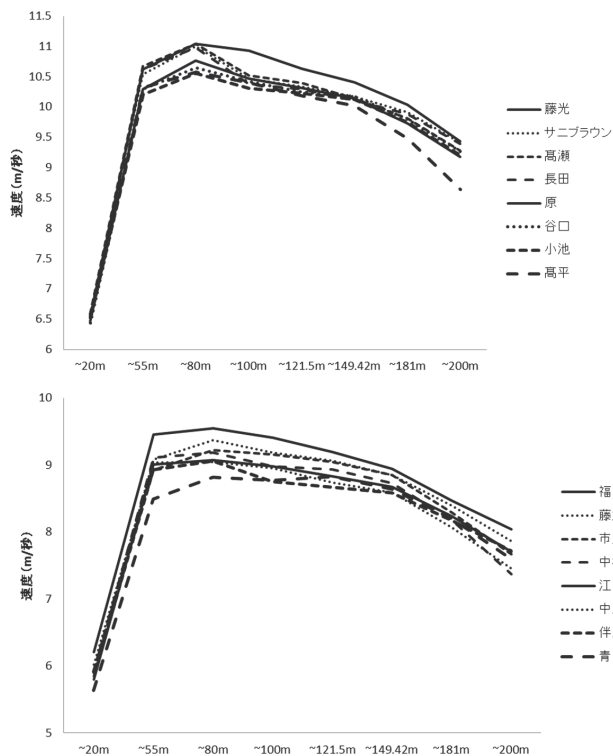 11.5
11
10.5
10
9.5
9
8.5
8
7.5
7
6.5
6
速度(m/秒)
~20m ~55m ~80m ~100m ~121.5m ~149.42m ~181m ~200m
藤光
サニブラウン
髙瀬
長田
原
谷口
小池
髙平
10
9
8
7
6
5
速度(m/秒)
~20m ~55m ~80m ~100m ~121.5m ~149.42m ~181m ~200m
福
藤
市
中
江
中
伴
青